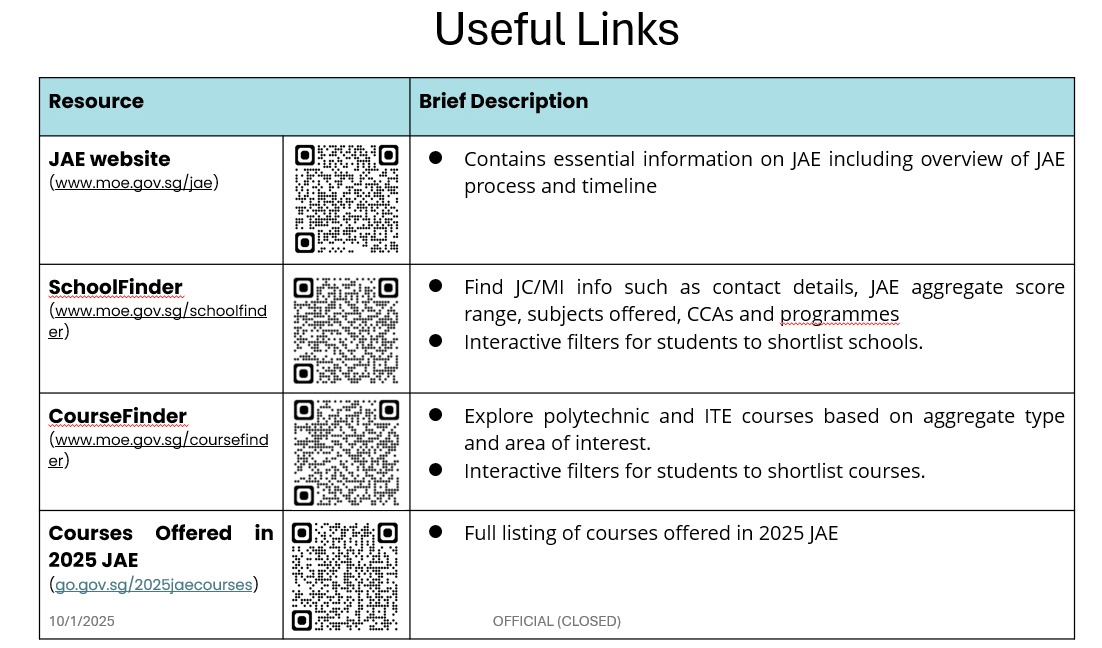 Useful Links
Resource
Brief Description
JAE website
(www.moe.gov.sg/jae)
● Contains essential information on JAE including overview of JAE
process and timeline
SchoolFinder
(www.moe.gov.sg/schoolfind
er)
● Find JC/MI info such as contact details, JAE aggregate score
range, subjects offered, CCAs and programmes
● Interactive filters for students to shortlist schools.
CourseFinder
(www.moe.gov.sg/coursefind
er)
● Explore polytechnic and ITE courses based on aggregate type
and area of interest.
● Interactive filters for students to shortlist courses.
Courses Offered in
2025 JAE
(go.gov.sg/2025jaecourses)
● Full listing of courses offered in 2025 JAE
10/1/2025
OFFICIAL (CLOSED)